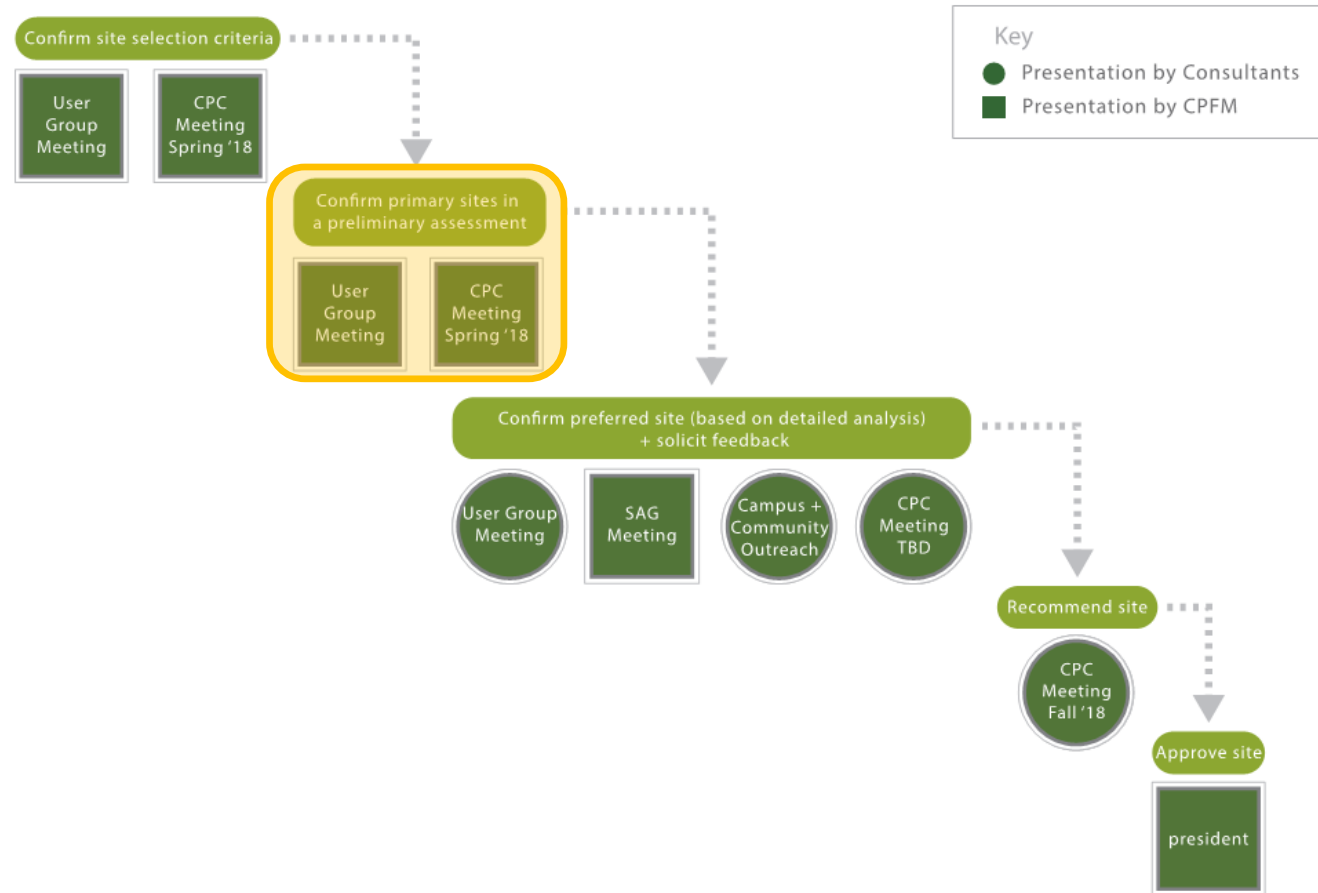 Confirm site selection criteria
User
Group
Meeting
CPC
Meeting
Spring '18
Key
Presentation by Consultants
Presentation by CPFM
Confirm primary sites in
a preliminary assessment
User
Group
Meeting
CPC
Meeting
Spring '18
Confirm preferred site (based on detailed analysis)
+ solicit feedback
User Group
Meeting
SAG
Meeting
Campus +
Community
Outreach
CPC
Meeting
TBD
Recommend site
CPC
Meeting
Fall '18
Approve site
president